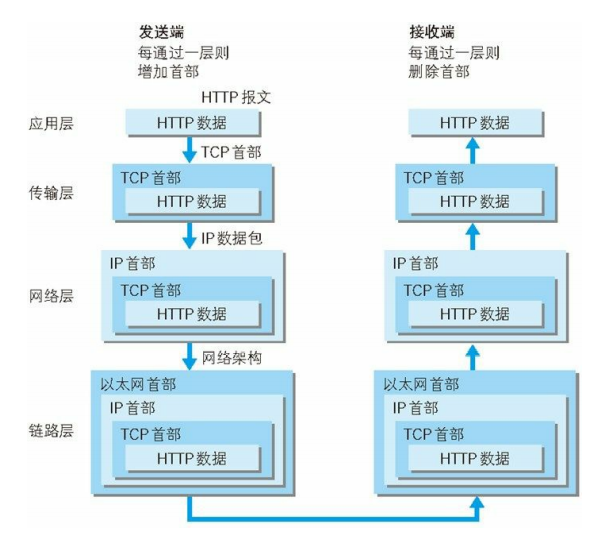 发送端
每通过一层则
增加首部
接收端
每通过一层则
删除首部
HTTP 报文
应用层
HTTP 数据
HTTP 数据
TCP 首部
传输层
TCP 首部
HTTP 数据
TCP 首部
HTTP 数据
IP 数据包
网络层
IP 首部
TCP 首部
HTTP 数据
IP 首部
TCP 首部
HTTP 数据
网络架构
链路层
以太网首部
IP 首部
TCP 首部
HTTP 数据
以太网首部
IP 首部
TCP 首部
HTTP 数据